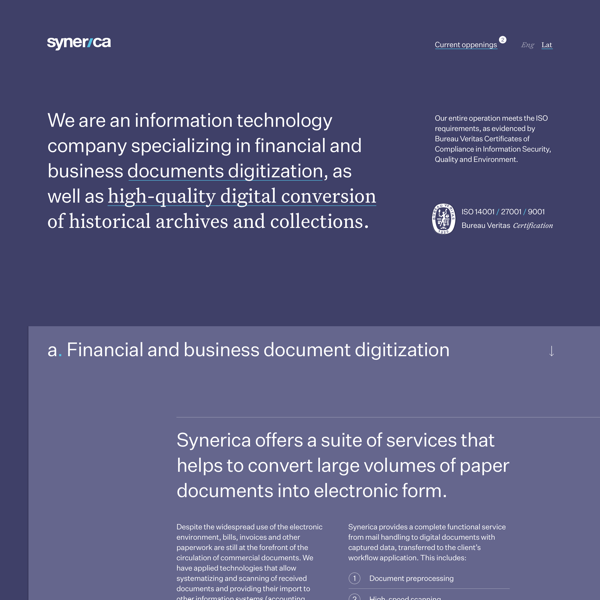 synerica
Current oppenings 2
Eng Lat
We are an information technology
company specializing in financial and
business documents digitization, as
well as high-quality digital conversion
of historical archives and collections.
Our entire operation meets the ISO
requirements, as evidenced by
Bureau Veritas Certificates of
Compliance in Information Security,
Quality and Environment.
ISO 14001 / 27001 / 9001
Bureau Veritas Certification
a. Financial and business document digitization ↓
Synerica offers a suite of services that
helps to convert large volumes of paper
documents into electronic form.
Despite the widespread use of the electronic
environment, bills, invoices and other
paperwork are still at the forefront of the
circulation of commercial documents. We
have applied technologies that allow
systematizing and scanning of received
documents and providing their import to
other information systems (accounting,
Synerica provides a complete functional service
from mail handling to digital documents with
captured data, transferred to the client's
workflow application. This includes:
1 Document preprocessing
2 High-speed scanning